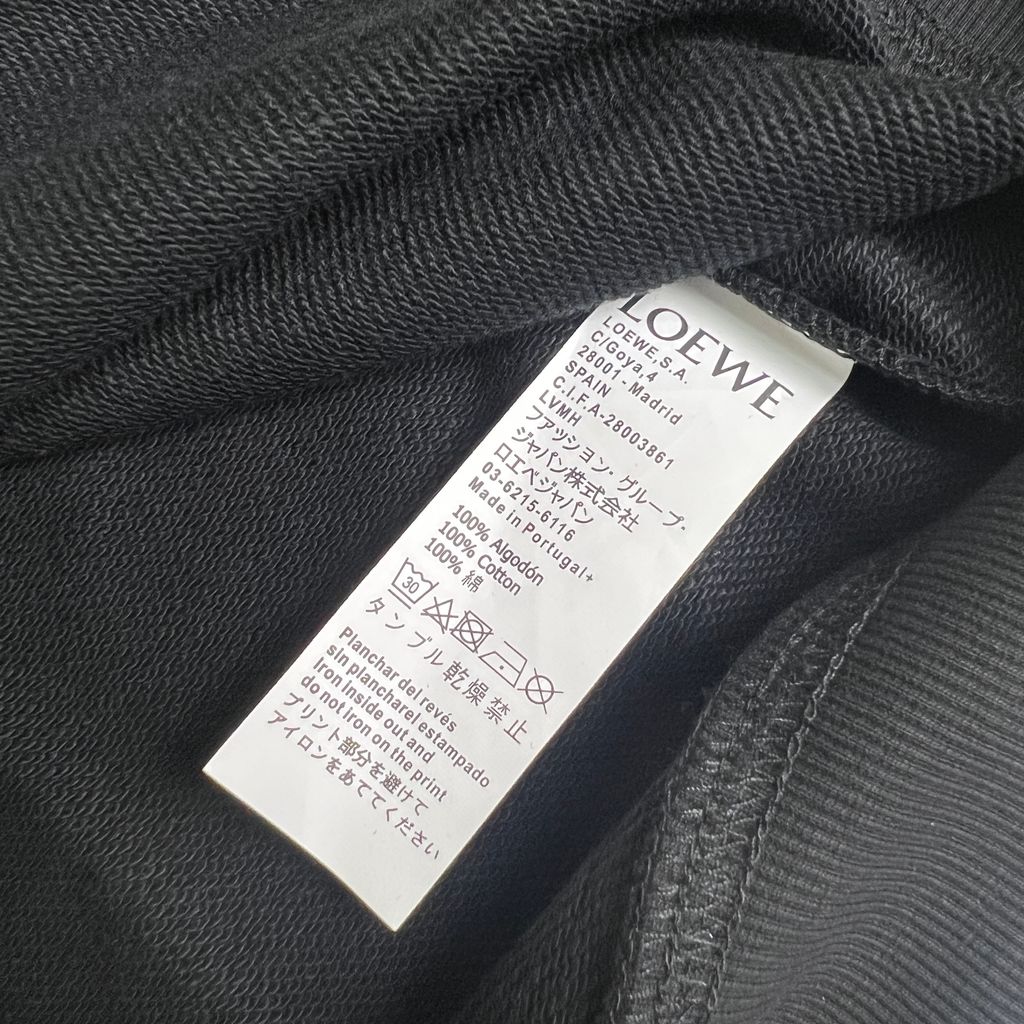 LOEWE
LOEWE,S.A.
C/Goya,4
28001-Madrid
SPAIN
C.I.F.A-28003861
LVMH
ファッション・グループ・
ジャパン株式会社
ロエベジャパン
03-6215-6116
Made in Portugal+
100% Algodón
100% Cotton
100% 綿
30
タンブル乾燥禁止
Planchar del revés
sin plancharel estampado
Iron inside out and
do not iron on the print
プリント部分を避けて
アイロンをあててください